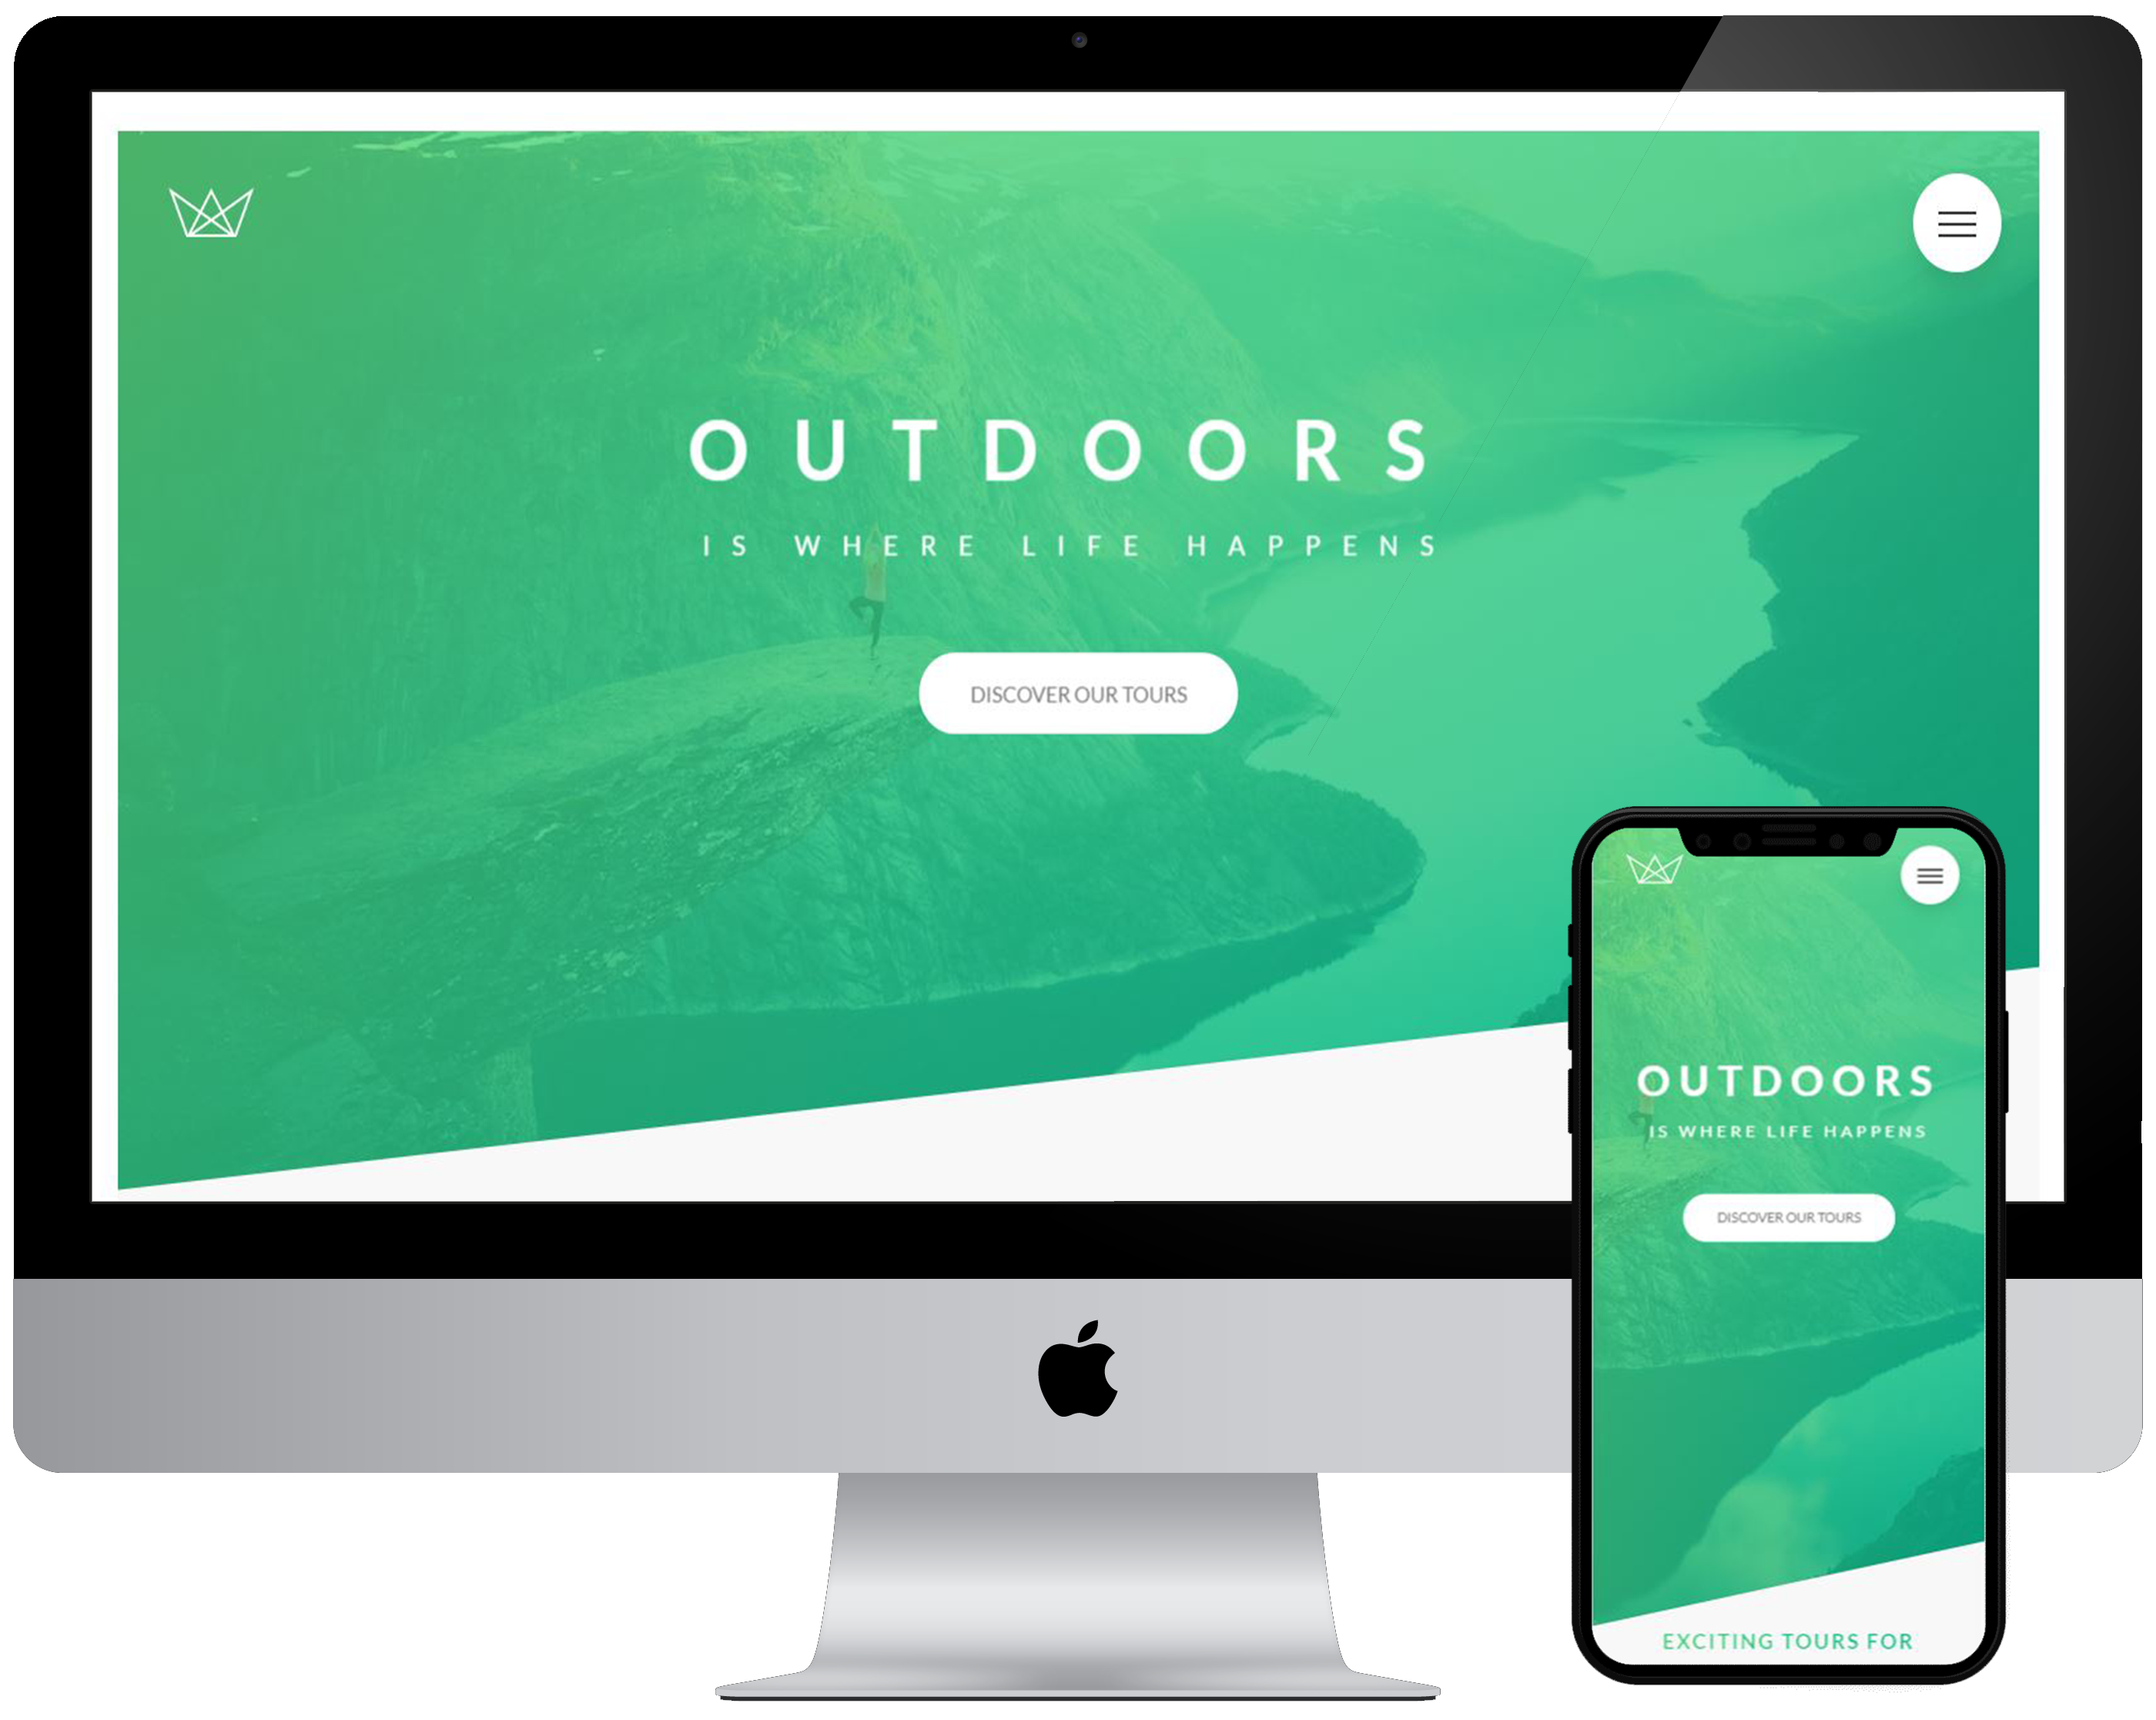 OUTDOORS
IS WHERE LIFE HAPPENS
DISCOVER OUR TOURS
OUTDOORS
IS WHERE LIFE HAPPENS
DISCOVER OUR TOURS
EXCITING TOURS FOR